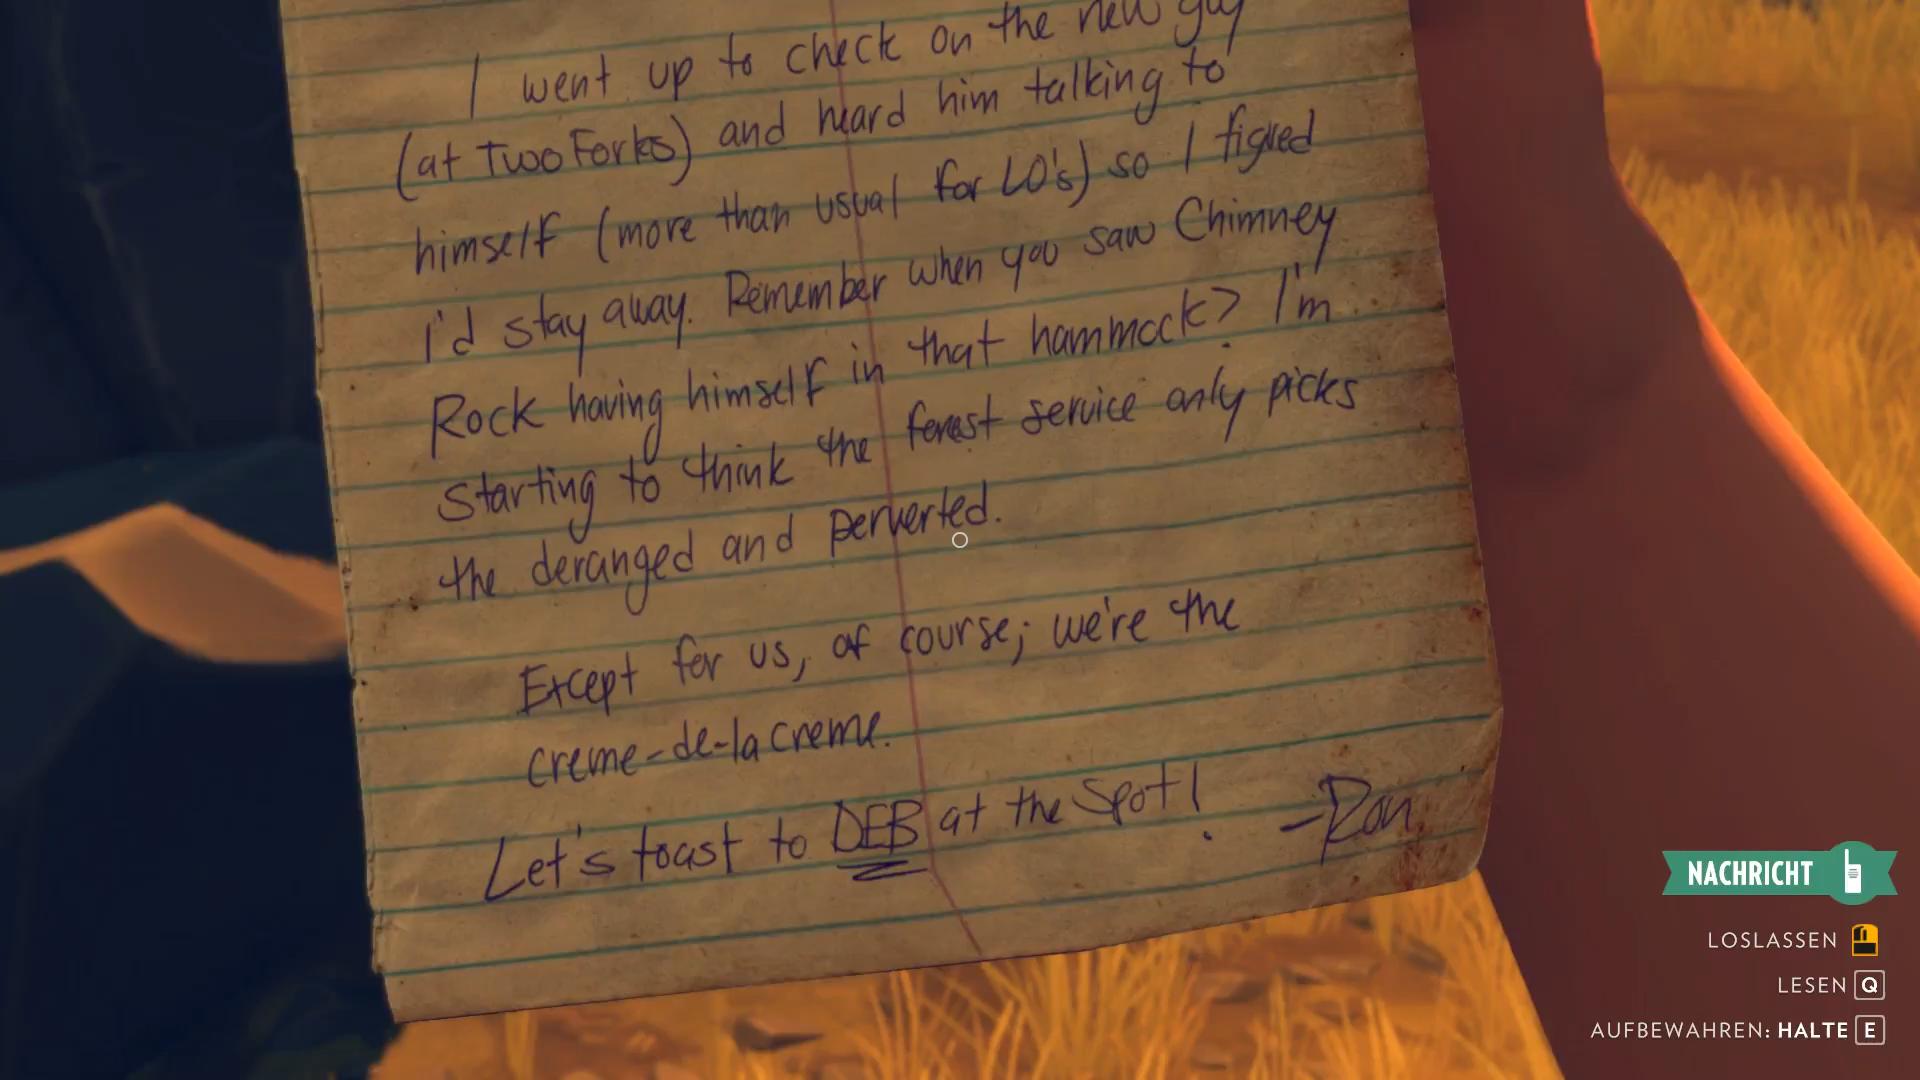 I went up to check on the new guy
(at Two Forks) and heard him talking to
himself (more than usual for LO's) so I figured
I'd stay away. Remember when you saw Chimney
Rock having himself in that hammock? I'm
starting to think the forest service only picks
the deranged and perverted.
Except for us, of course; we're the
creme-de-la creme.
Let's toast to DEB at the Spot!
-Ron
NACHRICHT
LOSLASSEN
LESEN Q
AUFBEWAHREN: HALTE E